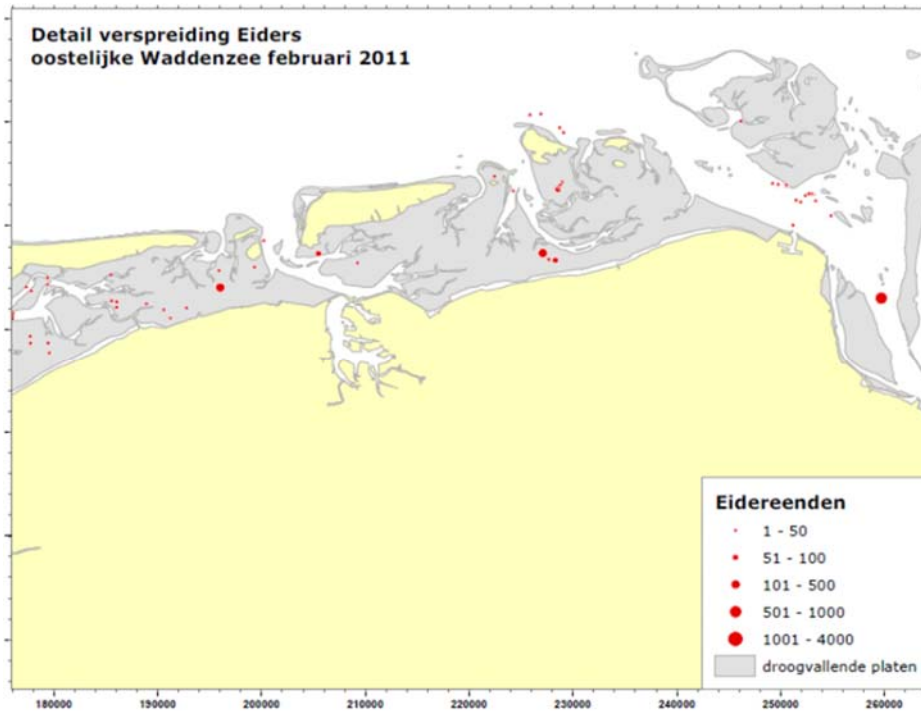 Detail verspreiding Eiders
oostelijke Waddenzee februari 2011
Eidereenden
1 - 50
51 - 100
101 - 500
501 - 1000
1001 - 4000
droogvallende platen
180000 190000 200000 210000 220000 230000 240000 250000 260000